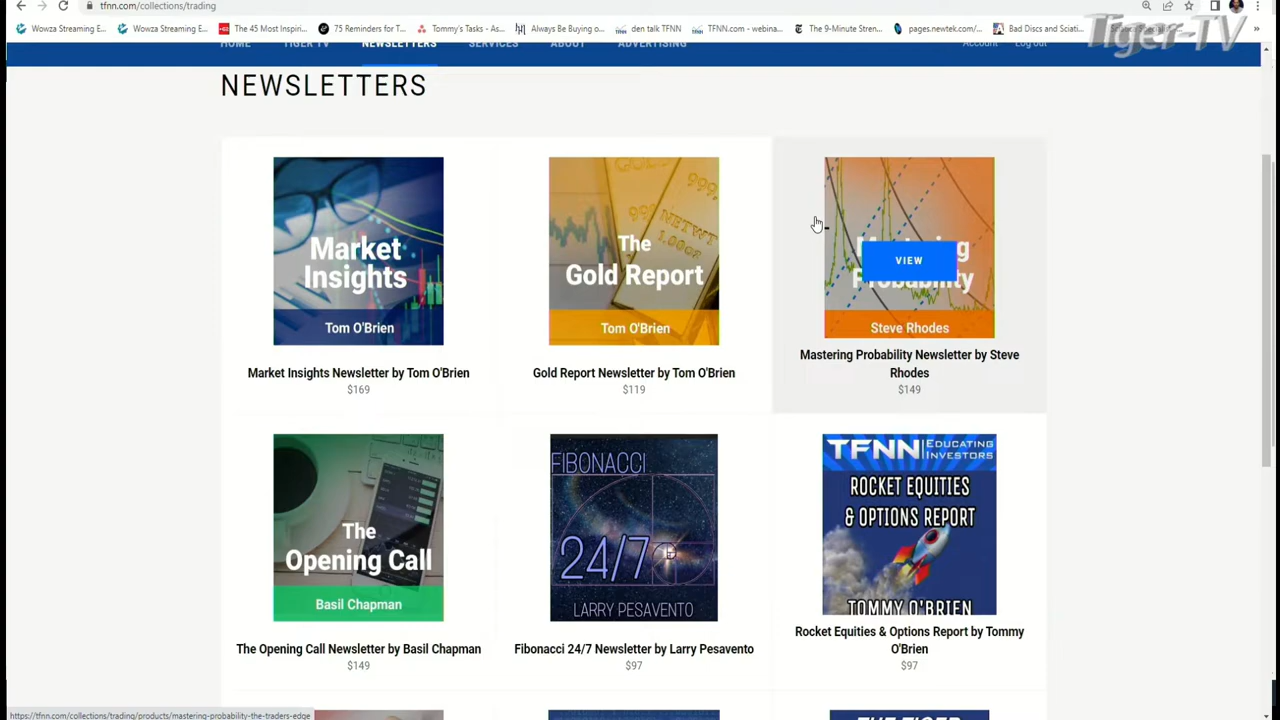 tfnn.com/collections/trading
Wowza Streaming E...
Wowza Streaming E...
The 45 Most Inspiri...
75 Reminders for T...
Tommy's Tasks - As...
Always Be Buying o...
den talk TFNN
TFNN.com - webina...
The 9-Minute Stren...
pages.newtek.com/...
Bad Discs and Sciati...
Tiger-TV
HOME TIGER TV NEWSLETTERS SERVICES ABOUT ADVERTISING Account Log out
NEWSLETTERS
Market
Insights
Tom O'Brien
Market Insights Newsletter by Tom O'Brien
$169
The
Gold Report
Tom O'Brien
Gold Report Newsletter by Tom O'Brien
$119
Mastering
VIEW
Probability
Steve Rhodes
Mastering Probability Newsletter by Steve
Rhodes
$149
The
Opening Call
Basil Chapman
The Opening Call Newsletter by Basil Chapman
$149
FIBONACCI
24/7
LARRY PESAVENTO
Fibonacci 24/7 Newsletter by Larry Pesavento
$97
TFNN EDUCATING
INVESTORS
ROCKET EQUITIES
& OPTIONS REPORT
TOMMY O'BRIEN
Rocket Equities & Options Report by Tommy
O'Brien
$97
https://tfnn.com/collections/trading/products/mastering-probability-the-traders-edge